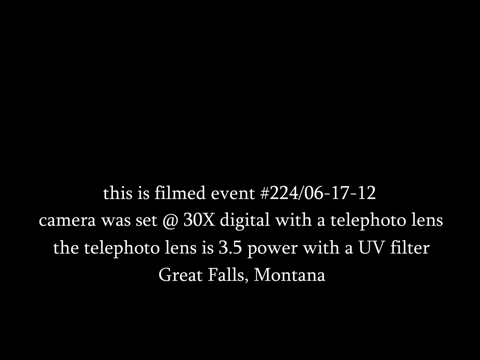 this is filmed event #224/06-17-12
camera was set @ 30X digital with a telephoto lens
the telephoto lens is 3.5 power with a UV filter
Great Falls, Montana